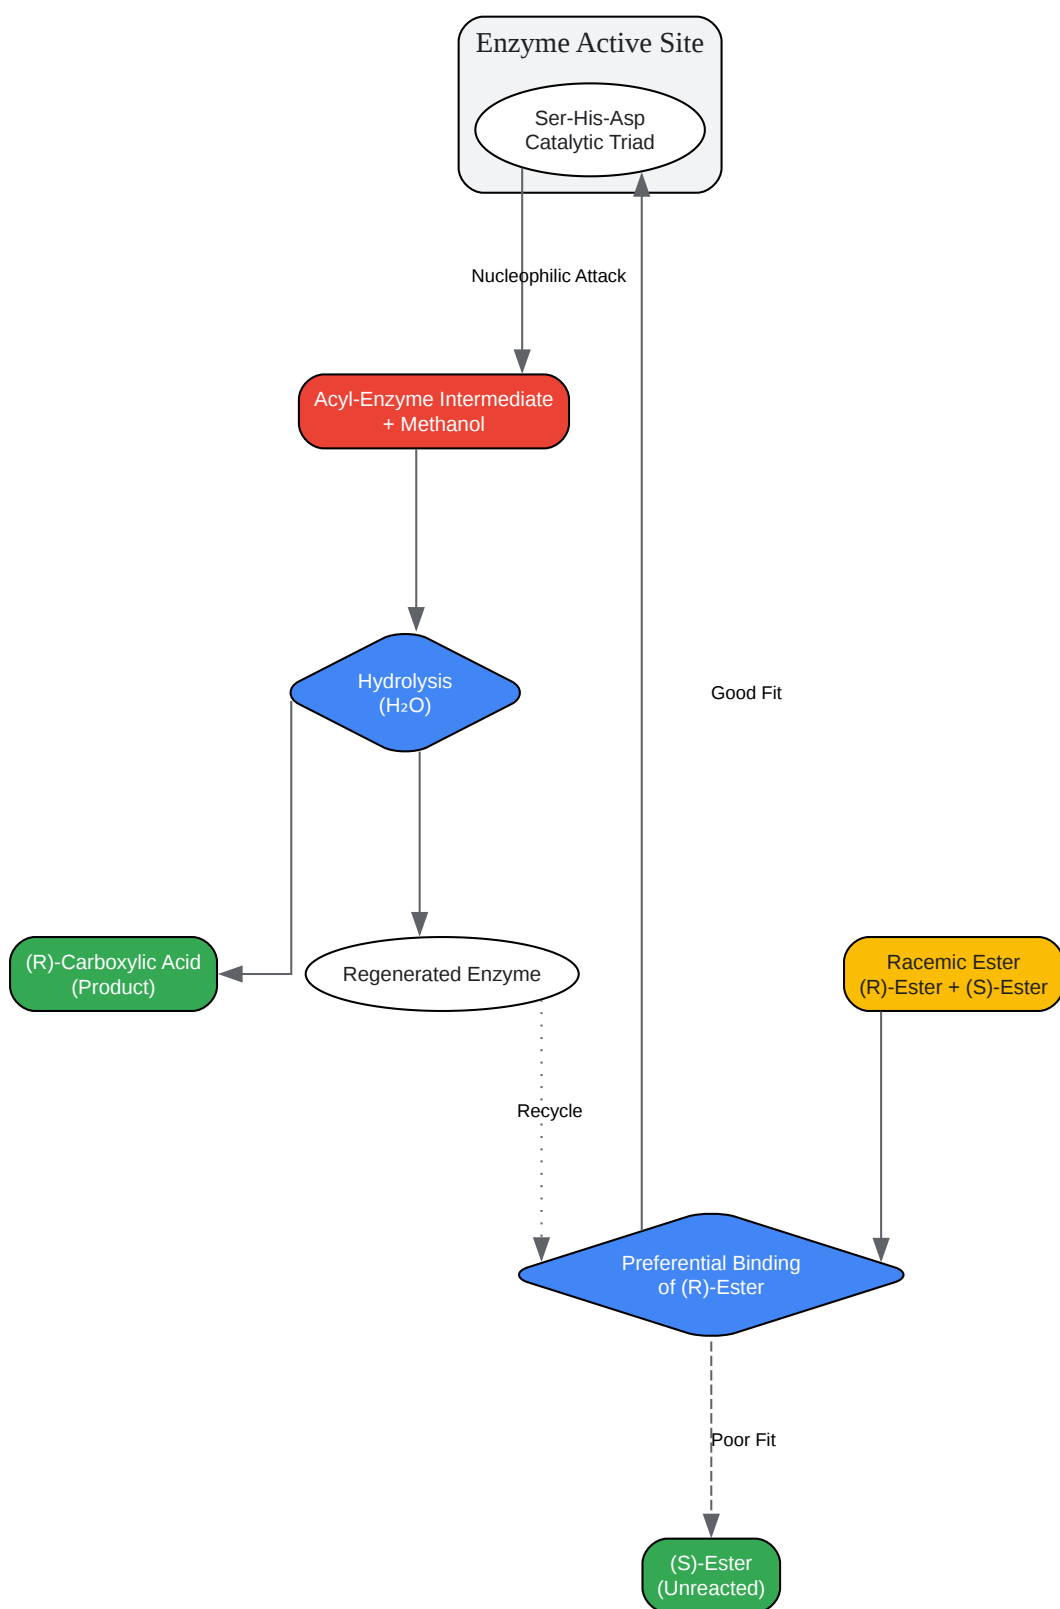 Enzyme Active Site
Ser-His-Asp
Catalytic Triad
Nucleophilic Attack
Acyl-Enzyme Intermediate
+ Methanol
Hydrolysis
(H₂O)
Good Fit
(R)-Carboxylic Acid
(Product)
Regenerated Enzyme
Racemic Ester
(R)-Ester + (S)-Ester
Recycle
Preferential Binding
of (R)-Ester
Poor Fit
(S)-Ester
(Unreacted)